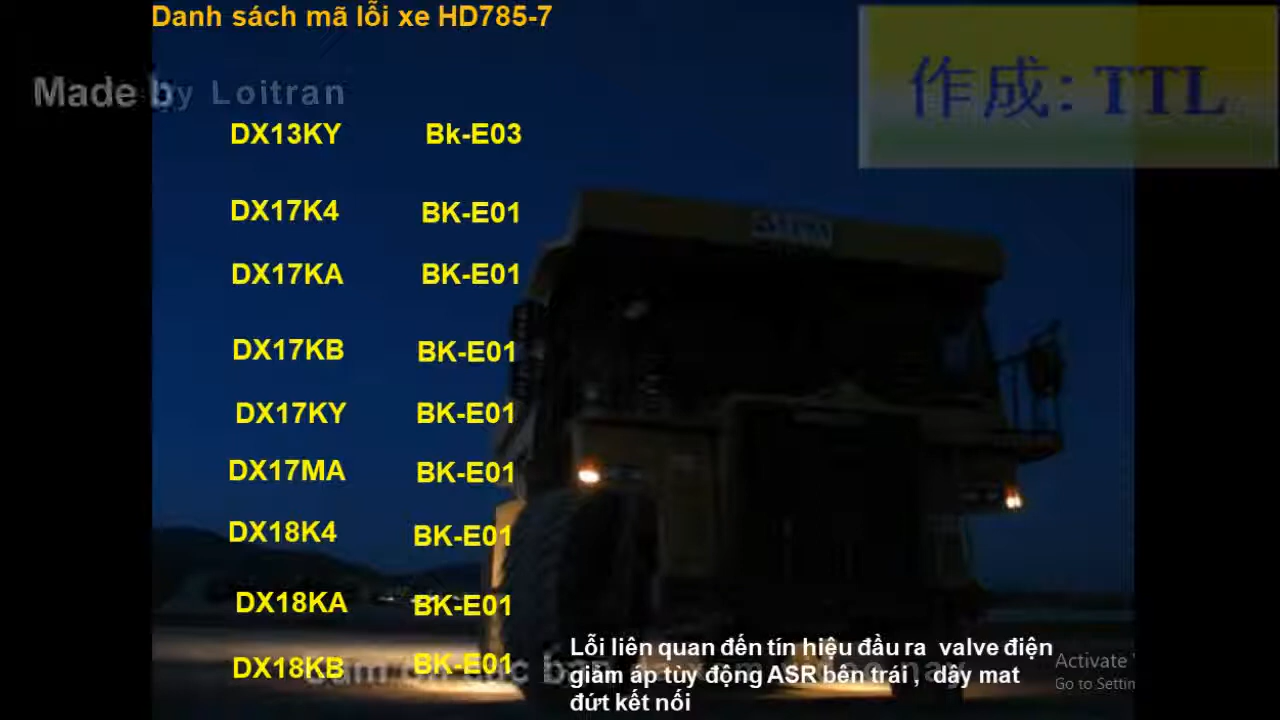 Danh sách mã lỗi xe HD785-7
作成: TTL
Made by Loitran
DX13KY Bk-E03
DX17K4 BK-E01
DX17KA BK-E01
DX17KB BK-E01
DX17KY BK-E01
DX17MA BK-E01
DX18K4 BK-E01
DX18KA BK-E01
DX18KB BK-E01
Lỗi liên quan đến tín hiệu đầu ra valve điện
giảm áp tùy động ASR bên trái , dây mat
đứt kết nối
Activate
Go to Settin